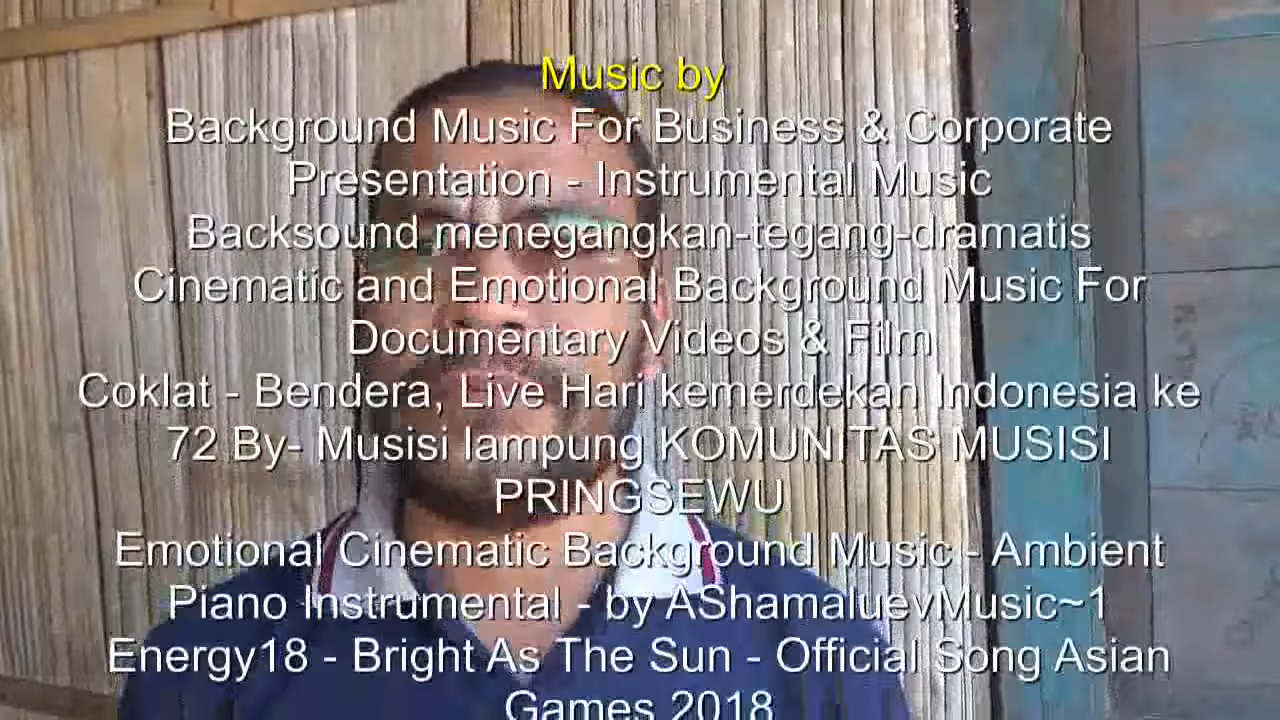 Music by
Background Music For Business & Corporate
Presentation - Instrumental Music
Backsound menegangkan-tegang-dramatis
Cinematic and Emotional Background Music For
Documentary Videos & Film
Coklat - Bendera, Live Hari kemerdekan Indonesia ke
72 By- Musisi lampung KOMUNITAS MUSISI
PRINGSEWU
Emotional Cinematic Background Music - Ambient
Piano Instrumental - by AShamaluevMusic~1
Energy18 - Bright As The Sun - Official Song Asian
Games 2018